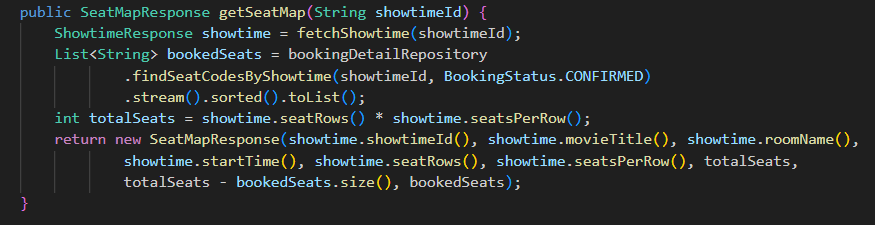 public SeatMapResponse getSeatMap(String showtimeId) {
    ShowtimeResponse showtime = fetchShowtime(showtimeId);
    List<String> bookedSeats = bookingDetailRepository
            .findSeatCodesByShowtime(showtimeId, BookingStatus.CONFIRMED)
            .stream().sorted().toList();
    int totalSeats = showtime.seatRows() * showtime.seatsPerRow();
    return new SeatMapResponse(showtime.showtimeId(), showtime.movieTitle(), showtime.roomName(),
            showtime.startTime(), showtime.seatRows(), showtime.seatsPerRow(), totalSeats,
            totalSeats - bookedSeats.size(), bookedSeats);
}